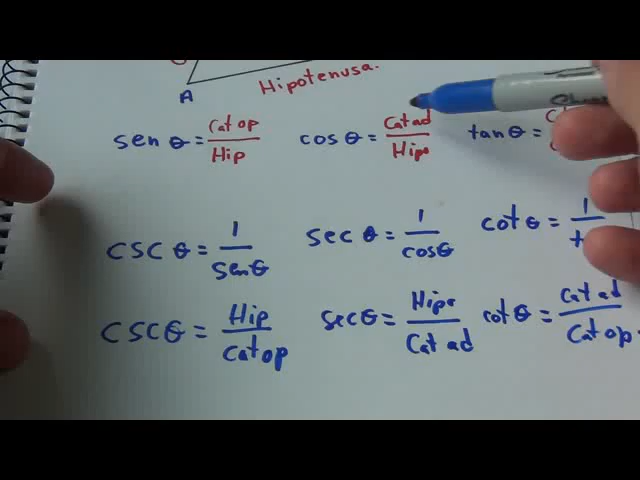 Hipotenusa.
A
sen θ = Cat op / Hip    cos θ = Cat ad / Hip    tan θ =
csc θ = 1 / sen θ    sec θ = 1 / cos θ    cot θ = 1 /
csc θ = Hip / Cat op    sec θ = Hip / Cat ad    cot θ = Cat ad / Cat op.